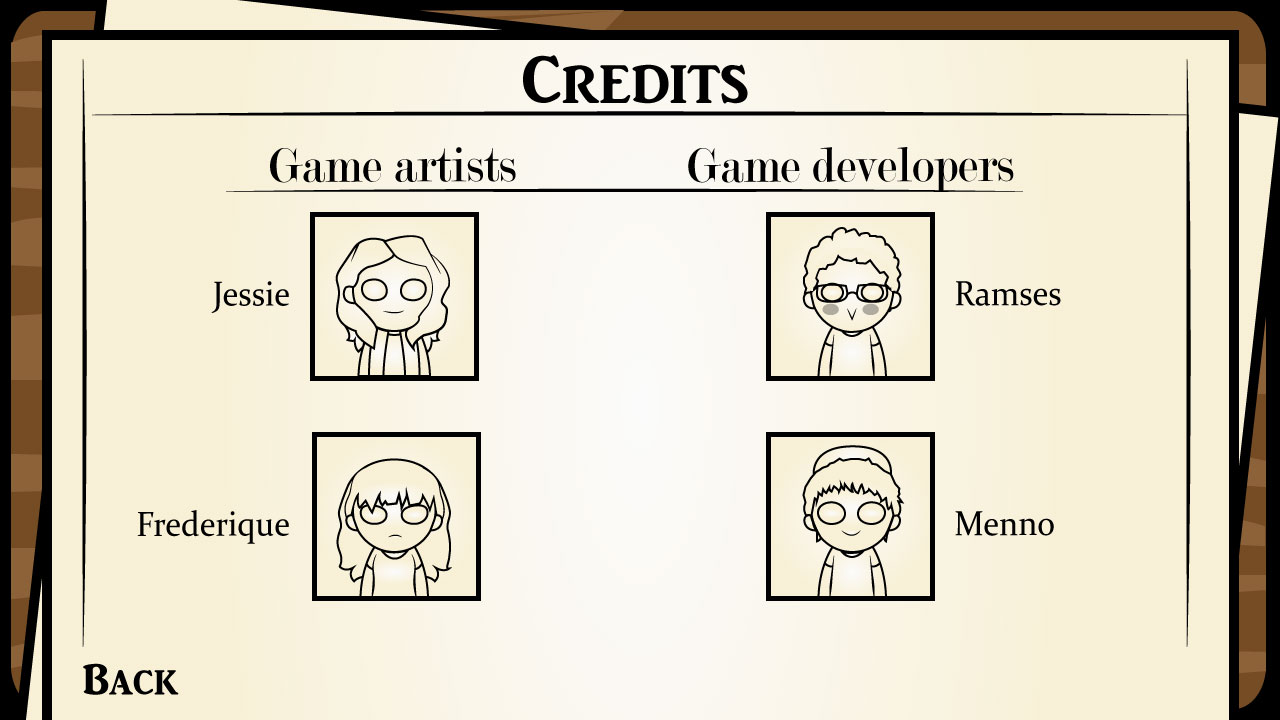 Credits
Game artists
Game developers
Jessie
Ramses
Frederique
Menno
Back